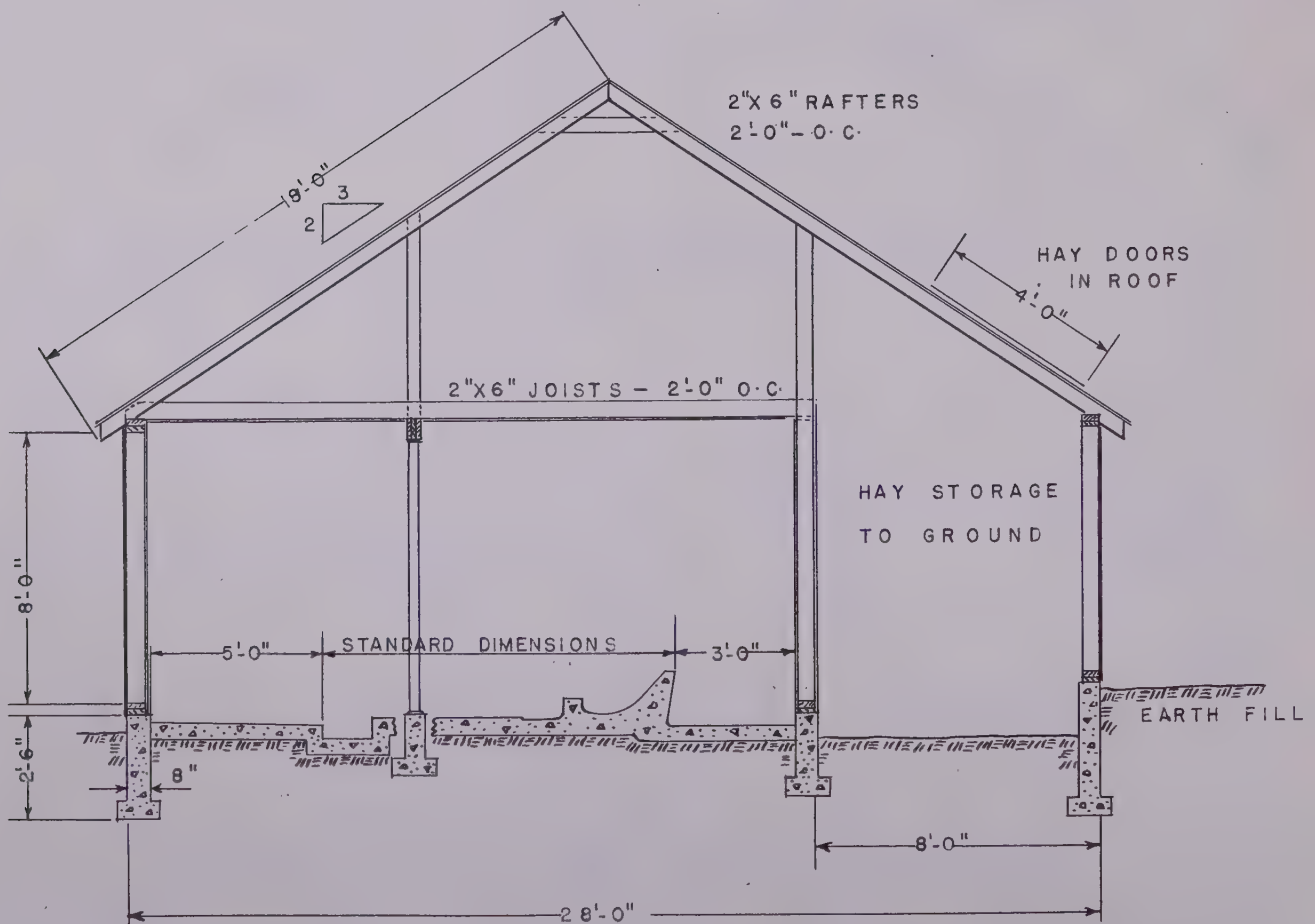 2"X 6" RAFTERS
2'-0"-O.C.
18'-0"
3
2
HAY DOORS
IN ROOF
4'-0"
2"X6" JOISTS - 2'-0" O.C.
HAY STORAGE
TO GROUND
8'-0"
5'-0"
STANDARD DIMENSIONS
3'-0"
EARTH FILL
2'-6"
8"
8'-0"
28'-0"